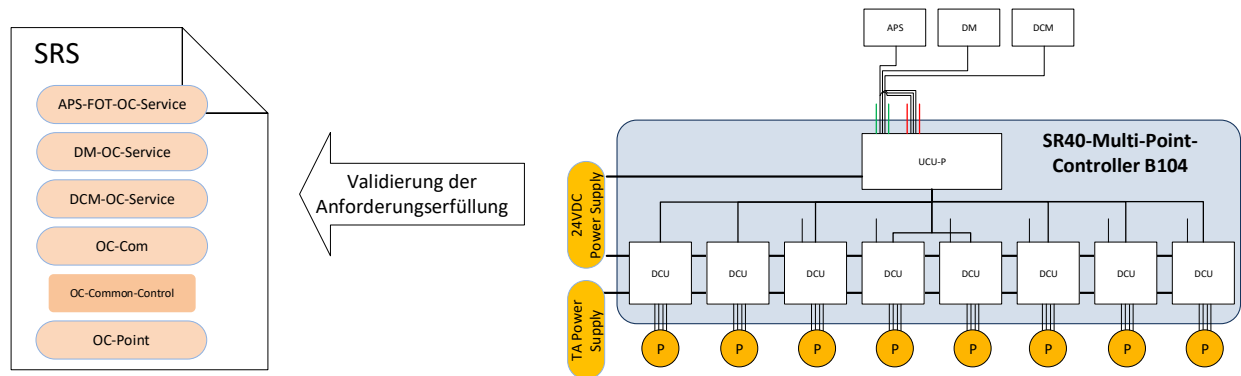 SRS
APS-FOT-OC-Service
DM-OC-Service
DCM-OC-Service
OC-Com
OC-Common-Control
OC-Point
Validierung der
Anforderungserfüllung
APS
DM
DCM
SR40-Multi-Point-
Controller B104
UCU-P
24VDC
Power Supply
TA Power
Supply
DCU
DCU
DCU
DCU
DCU
DCU
DCU
DCU
P
P
P
P
P
P
P
P